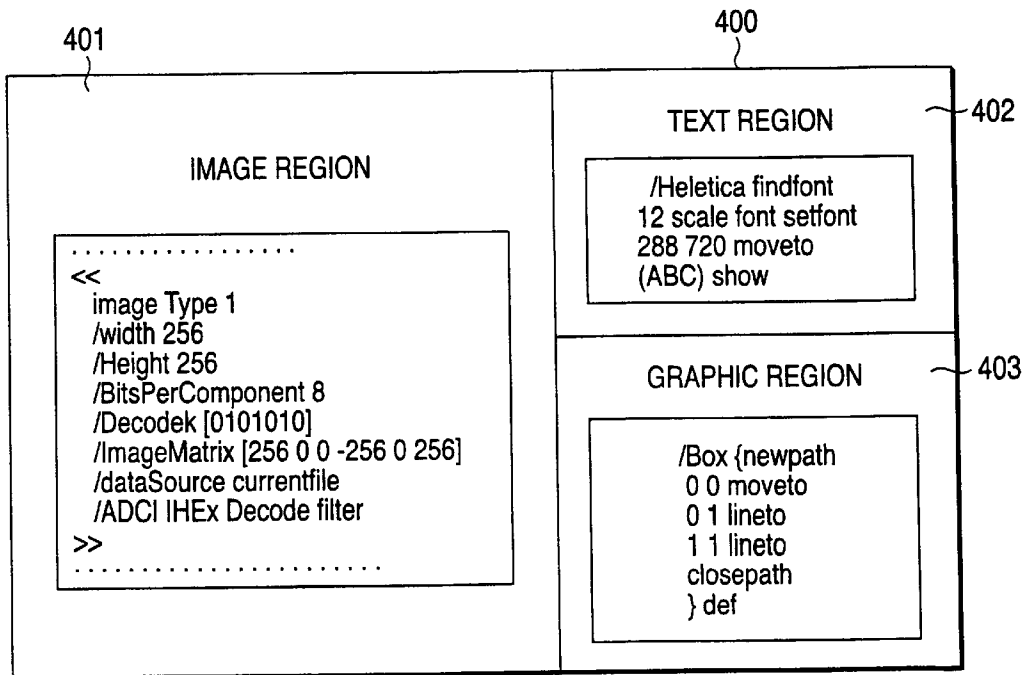 401
400
IMAGE REGION
. . . . . . . . . . . . . . . . .
<<
image Type 1
/width 256
/Height 256
/BitsPerComponent 8
/Decodek [0101010]
/ImageMatrix [256 0 0 -256 0 256]
/dataSource currentfile
/ADCI IHEx Decode filter
>>
. . . . . . . . . . . . . . . . . . . . . . .
TEXT REGION
402
/Heletica findfont
12 scale font setfont
288 720 moveto
(ABC) show
GRAPHIC REGION
403
/Box {newpath
0 0 moveto
0 1 lineto
1 1 lineto
closepath
} def